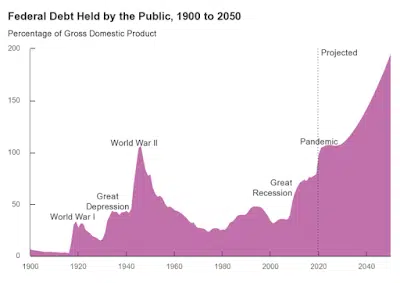 Federal Debt Held by the Public, 1900 to 2050
Percentage of Gross Domestic Product
200
Projected
150
World War II
Pandemic
100
Great
Recession
Great
Depression
World War I
50
0
1900
1920
1940
1960
1980
2000
2020
2040